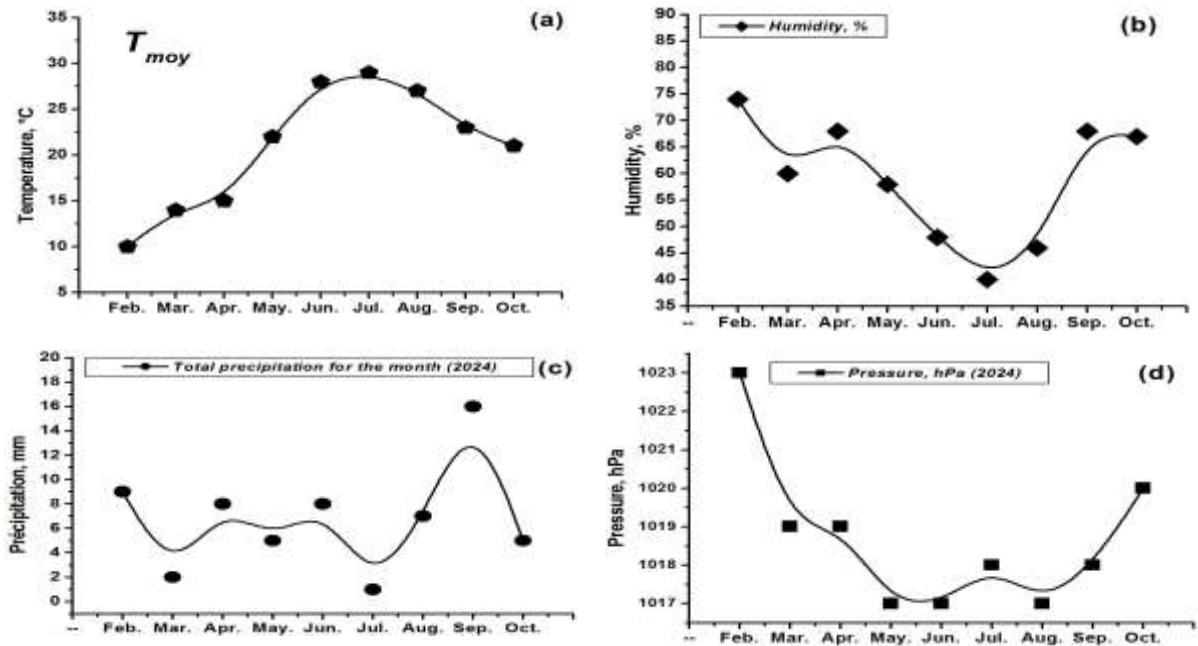 (a)
T moy
Temperature, °C
35
30
25
20
15
10
5
Feb. Mar. Apr. May. Jun. Jul. Aug. Sep. Oct.
(b)
Humidity, %
Humidity, %
90
85
80
75
70
65
60
55
50
45
40
35
-- Feb. Mar. Apr. May. Jun. Jul. Aug. Sep. Oct.
Total precipitation for the month (2024)
(c)
Précipitation, mm
20
18
16
14
12
10
8
6
4
2
0
-- Feb. Mar. Apr. May. Jun. Jul. Aug. Sep. Oct.
Pressure, hPa (2024)
(d)
Pressure, hPa
1023
1022
1021
1020
1019
1018
1017
-- Feb. Mar. Apr. May. Jun. Jul. Aug. Sep. Oct.